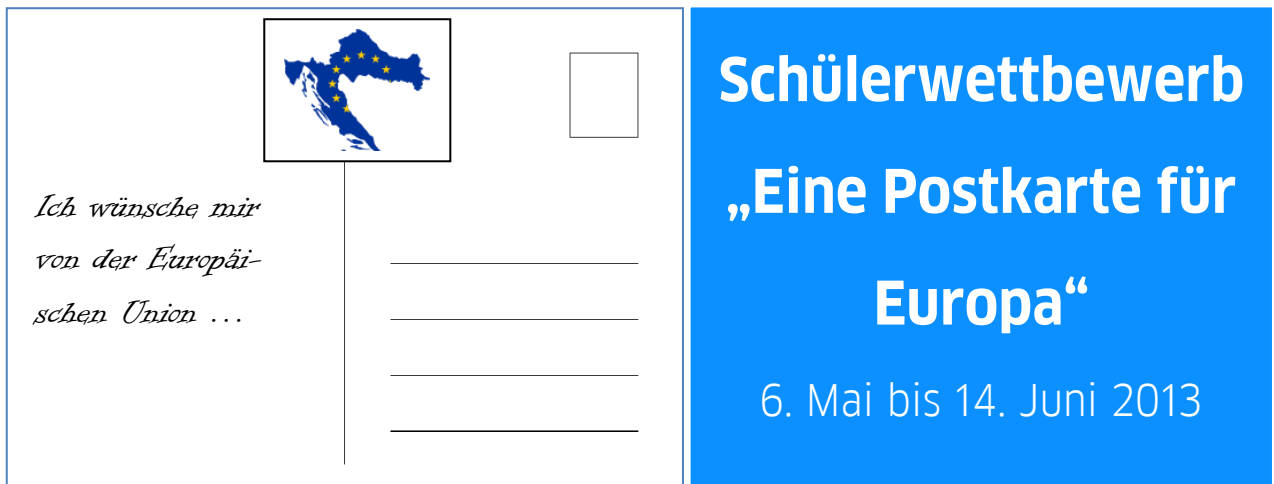 Ich wünsche mir
von der Europäi-
schen Union ...
Schülerwettbewerb
„Eine Postkarte für
Europa“
6. Mai bis 14. Juni 2013